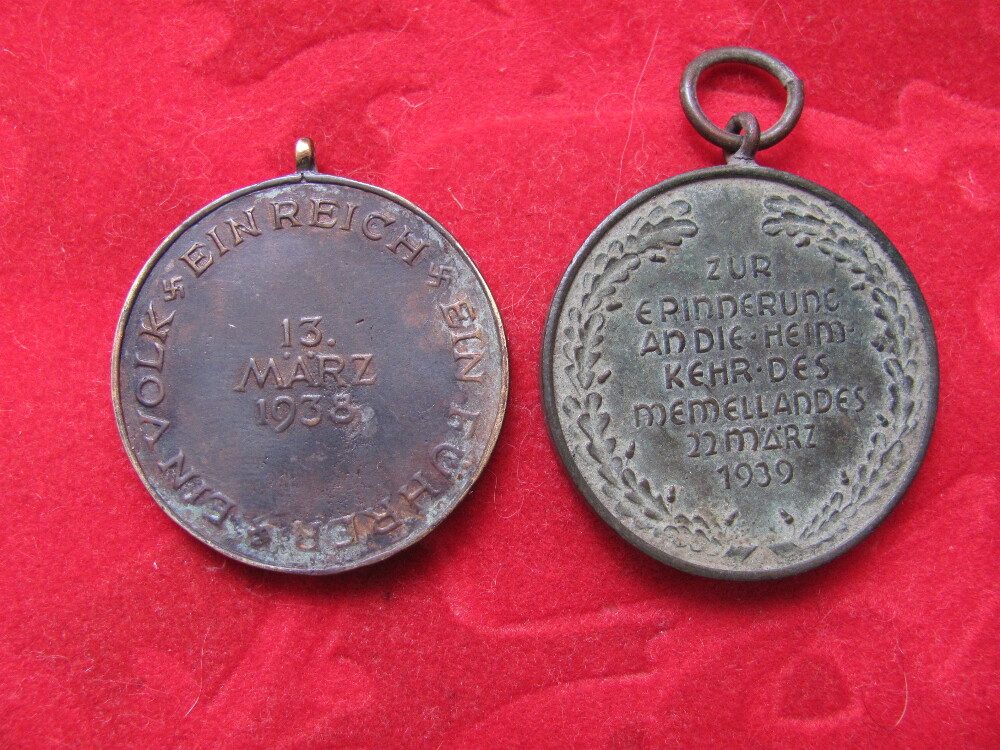 EIN VOLK
EIN REICH
EIN FÜHRER
13.
MÄRZ
1938
ZUR
ERINNERUNG
AN DIE · HEIM·
KEHR · DES
MEMELLANDES
22 MÄRZ
1939